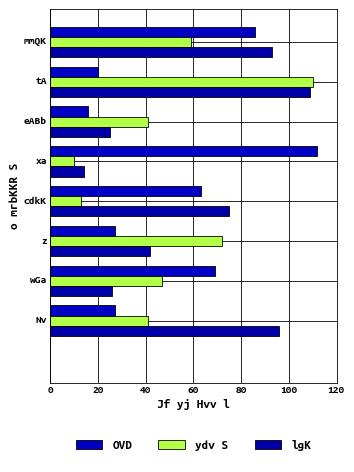 mmQK
tA
eABb
xa
cdkK
z
wGa
Nv
o mrbKKR S
0 20 40 60 80 100 120
Jf yj Hvv l
OVD ydv S lgK